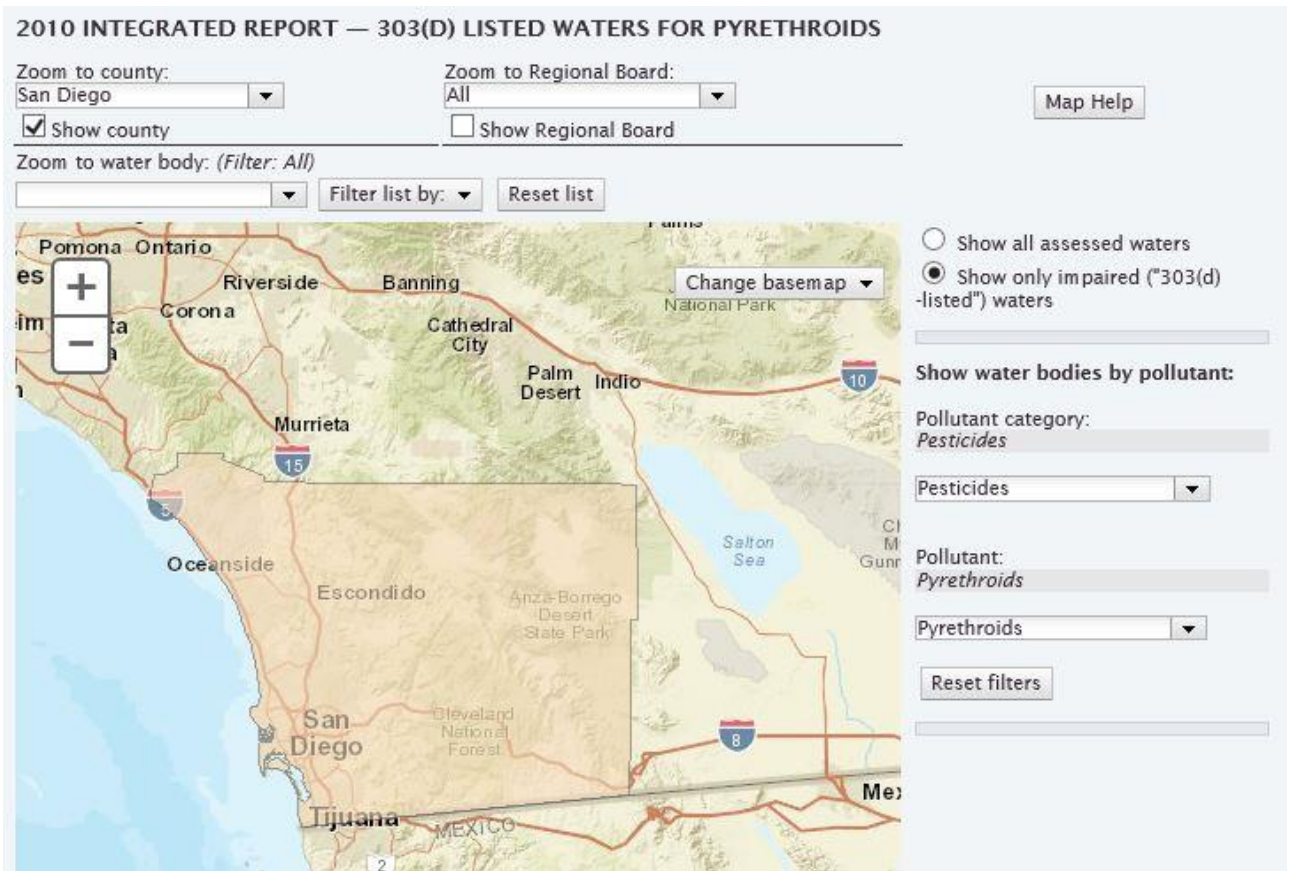 2010 INTEGRATED REPORT — 303(D) LISTED WATERS FOR PYRETHROIDS
Zoom to county:
San Diego
Show county
Zoom to Regional Board:
All
Show Regional Board
Map Help
Zoom to water body: (Filter: All)
Filter list by:
Reset list
Pomona
Ontario
es
Riverside
Banning
Change basemap
National Park
Corona
im
ta
a
Cathedral
City
Palm
Desert
Indio
10
Murrieta
15
5
Oceanside
Escondido
Anza-Borrego
Desert
State Park
Salton
Sea
San
Diego
Cleveland
National
Forest
8
Tijuana
MEXICO
2
Show all assessed waters
Show only impaired ("303(d)
-listed") waters
Show water bodies by pollutant:
Pollutant category:
Pesticides
Pesticides
Pollutant:
Pyrethroids
Pyrethroids
Reset filters